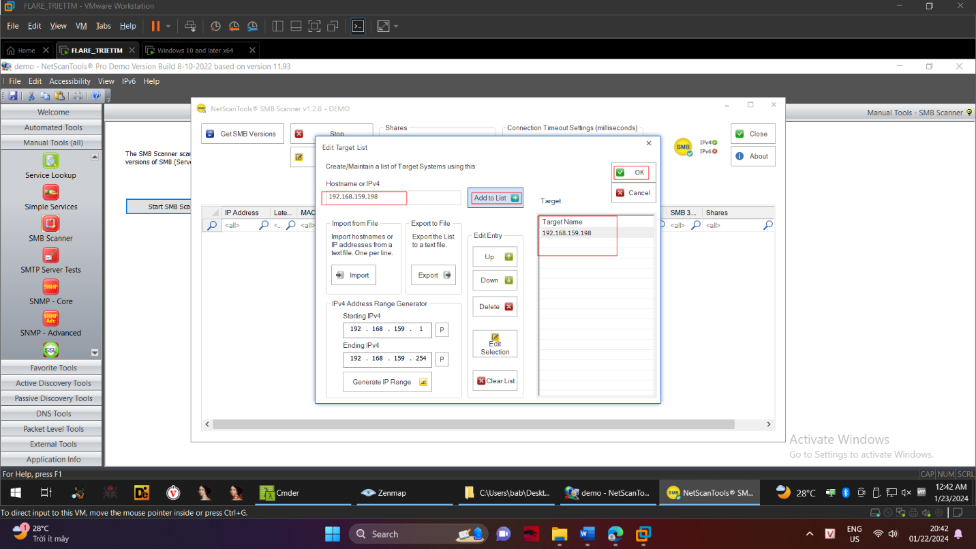 FLARE_TRIETTM - VMware Workstation
File Edit View VM Tabs Help
Home FLARE_TRIETTM Windows 10 and later x64
demo - NetScanTools® Pro Demo Version Build 8-10-2022 based on version 11.93
File Edit Accessibility View IPv6 Help
Welcome
Automated Tools
Manual Tools (all)
Service Lookup
Simple Services
SMB Scanner
SMTP Server Tests
SNMP - Core
SNMP - Advanced
Favorite Tools
Active Discovery Tools
Passive Discovery Tools
DNS Tools
Packet Level Tools
External Tools
Application Info
For Help, press F1
Manual Tools - SMB Scanner
The SMB Scanner scan
versions of SMB (Serve
Start SMB Sca
NetScanTools® SMB Scanner v1.2.8 - DEMO
Get SMB Versions Stop Shares Connection Timeout Settings (milliseconds)
SMB IPv4 IPv6 Close
About
IP Address Late... MAC SMB 3... Shares
<all> <... <all> <all> <all>
Edit Target List
Create/Maintain a list of Target Systems using this
Hostname or IPv4
192.168.159.198 Add to List
OK
Cancel
Target
Target Name
192.168.159.198
Import from File
Import hostnames or
IP addresses from a
text file. One per line.
Import
Export to File
Export the List
to a text file.
Export
Edit Entry
Up
Down
Delete
Edit
Selection
Clear List
IPv4 Address Range Generator
Starting IPv4
192 . 168 . 159 . 1 P
Ending IPv4
192 . 168 . 159 . 254 P
Generate IP Range
Activate Windows
Go to Settings to activate Windows.
CAP NUM SCRL
Cmder Zenmap C:\Users\bab\Deskt... demo - NetScanTo... NetScanTools® SM... 28°C 12:42 AM
1/23/2024
To direct input to this VM, move the mouse pointer inside or press Ctrl+G.
28°C
Trời ít mây
Search
ENG
US
20:42
01/22/2024